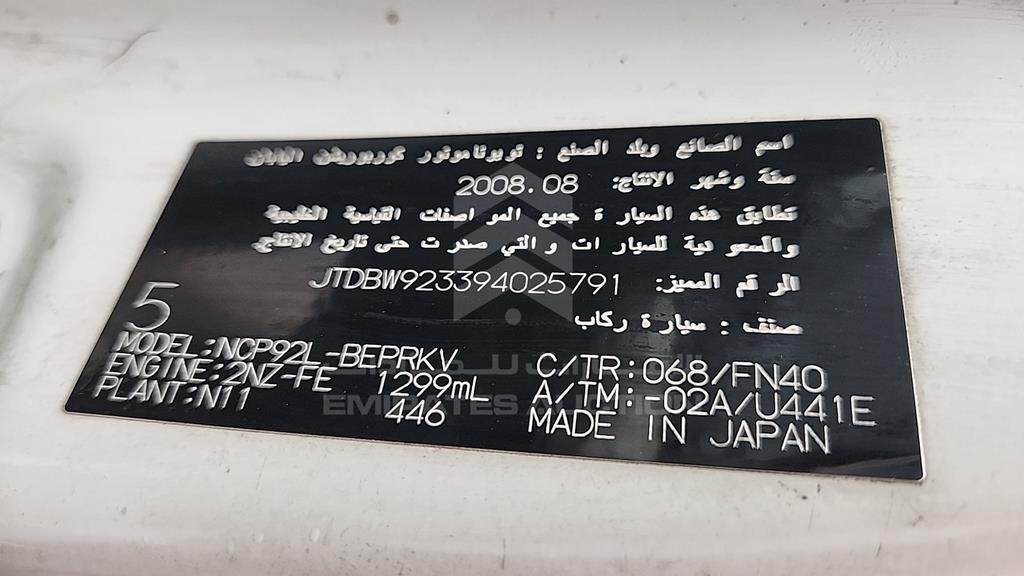 اسم الصانع وبلد الصنع : تويوتا موتور كوربوريشن اليابان
سنة وشهر الانتاج: 2008.08
تطابق هذه السيارة جميع المواصفات القياسية الخليجية
والسعودية للسيارات والتي صدرت حتى تاريخ الانتاج.
الرقم المميز: JTDBW923394025791
صنف : سيارة ركاب
5
MODEL:NCP92L-BEPRKV C/TR:068/FN40
ENGINE:2NZ-FE 1299mL A/TM:-02A/U441E
PLANT:N11 446 MADE IN JAPAN
EMIRATES AUCTION